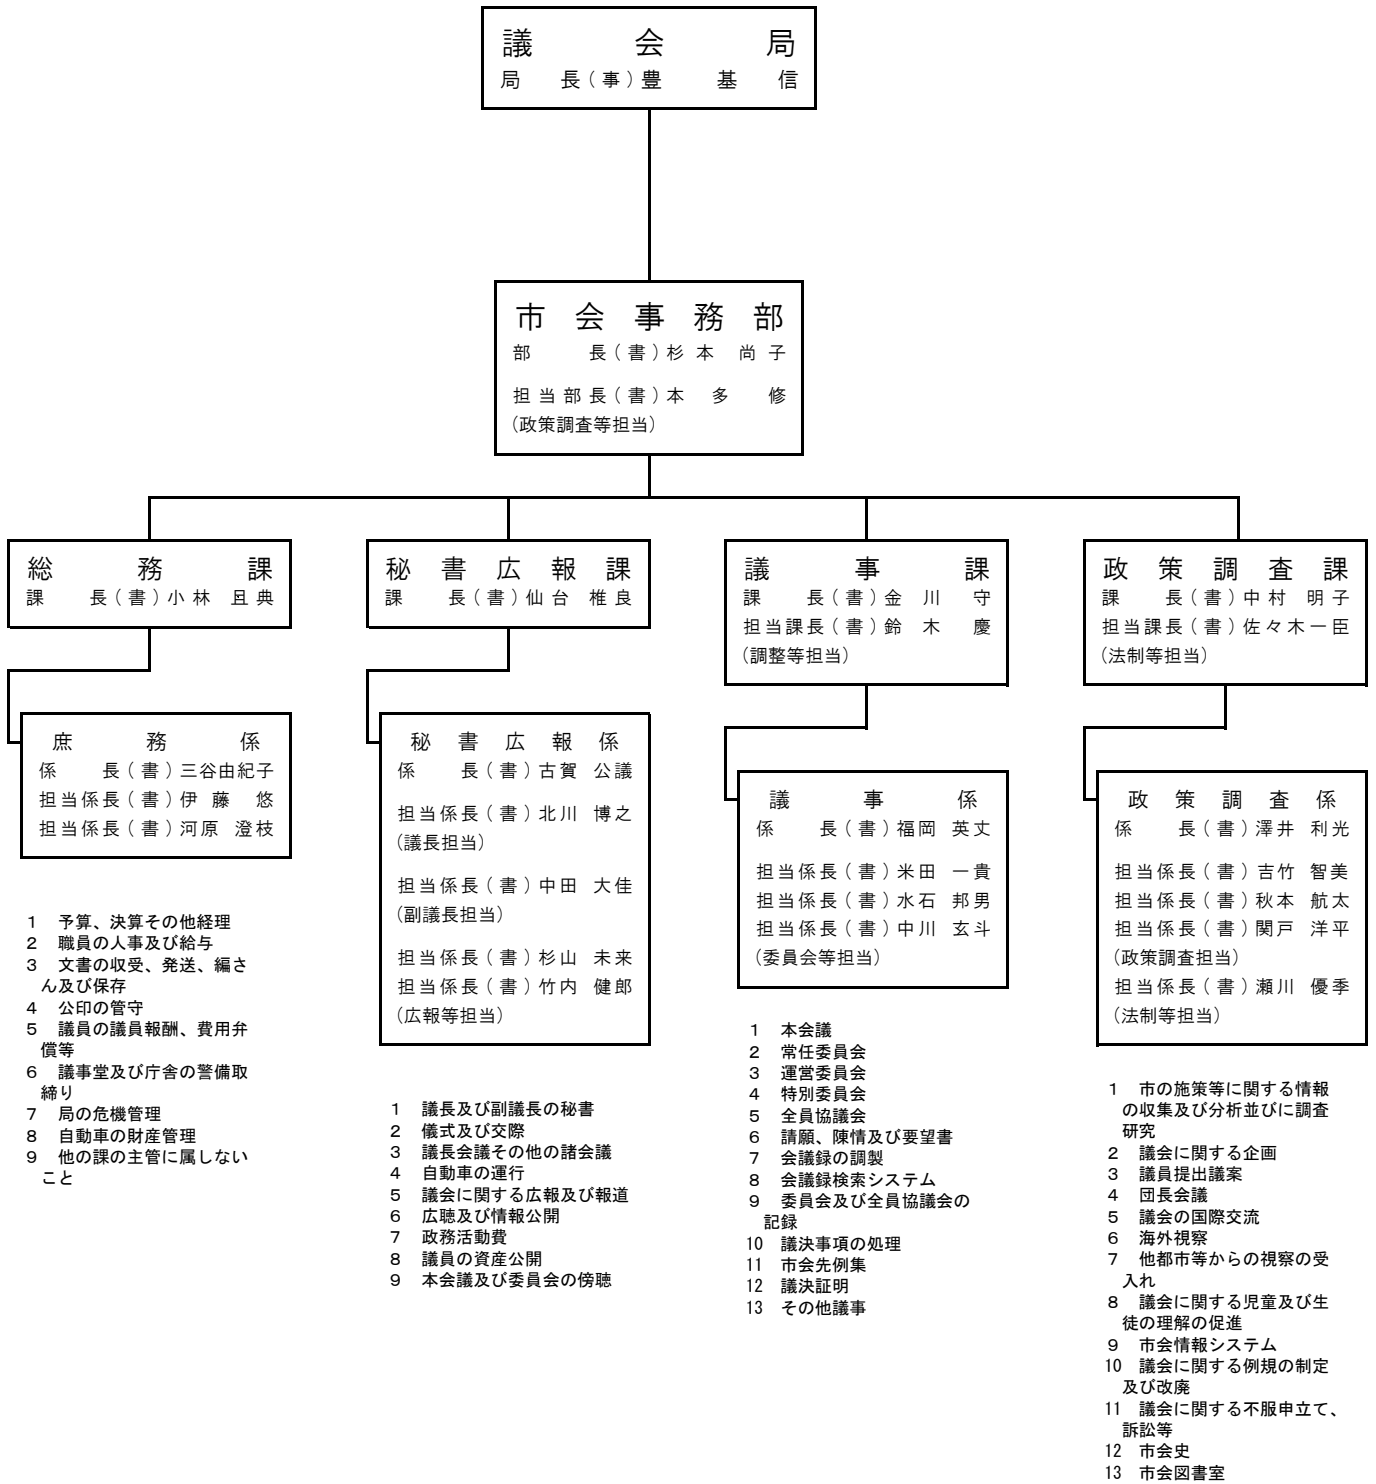 議会局
局長(事)豊基信
市会事務部
部長(書)杉本尚子
担当部長(書)本多修
(政策調査等担当)
総務課
課長(書)小林且典
庶務係
係長(書)三谷由紀子
担当係長(書)伊藤悠
担当係長(書)河原澄枝
1 予算、決算その他経理
2 職員の人事及び給与
3 文書の収受、発送、編さ
ん及び保存
4 公印の管守
5 議員の議員報酬、費用弁
償等
6 議事堂及び庁舎の警備取
締り
7 局の危機管理
8 自動車の財産管理
9 他の課の主管に属しない
こと
秘書広報課
課長(書)仙台椎良
秘書広報係
係長(書)古賀公議
担当係長(書)北川博之
(議長担当)
担当係長(書)中田大佳
(副議長担当)
担当係長(書)杉山未来
担当係長(書)竹内健郎
(広報等担当)
1 議長及び副議長の秘書
2 儀式及び交際
3 議長会議その他の諸会議
4 自動車の運行
5 議会に関する広報及び報道
6 広聴及び情報公開
7 政務活動費
8 議員の資産公開
9 本会議及び委員会の傍聴
議事課
課長(書)金川守
担当課長(書)鈴木慶
(調整等担当)
議事係
係長(書)福岡英丈
担当係長(書)米田一貴
担当係長(書)水石邦男
担当係長(書)中川玄斗
(委員会等担当)
1 本会議
2 常任委員会
3 運営委員会
4 特別委員会
5 全員協議会
6 請願、陳情及び要望書
7 会議録の調製
8 会議録検索システム
9 委員会及び全員協議会の
記録
10 議決事項の処理
11 市会先例集
12 議決証明
13 その他議事
政策調査課
課長(書)中村明子
担当課長(書)佐々木一臣
(法制等担当)
政策調査係
係長(書)澤井利光
担当係長(書)吉竹智美
担当係長(書)秋本航太
担当係長(書)関戸洋平
(政策調査担当)
担当係長(書)瀬川優季
(法制等担当)
1 市の施策等に関する情報
の収集及び分析並びに調査
研究
2 議会に関する企画
3 議員提出議案
4 団長会議
5 議会の国際交流
6 海外視察
7 他都市等からの視察の受
入れ
8 議会に関する児童及び生
徒の理解の促進
9 市会情報システム
10 議会に関する例規の制定
及び改廃
11 議会に関する不服申立て、
訴訟等
12 市会史
13 市会図書室